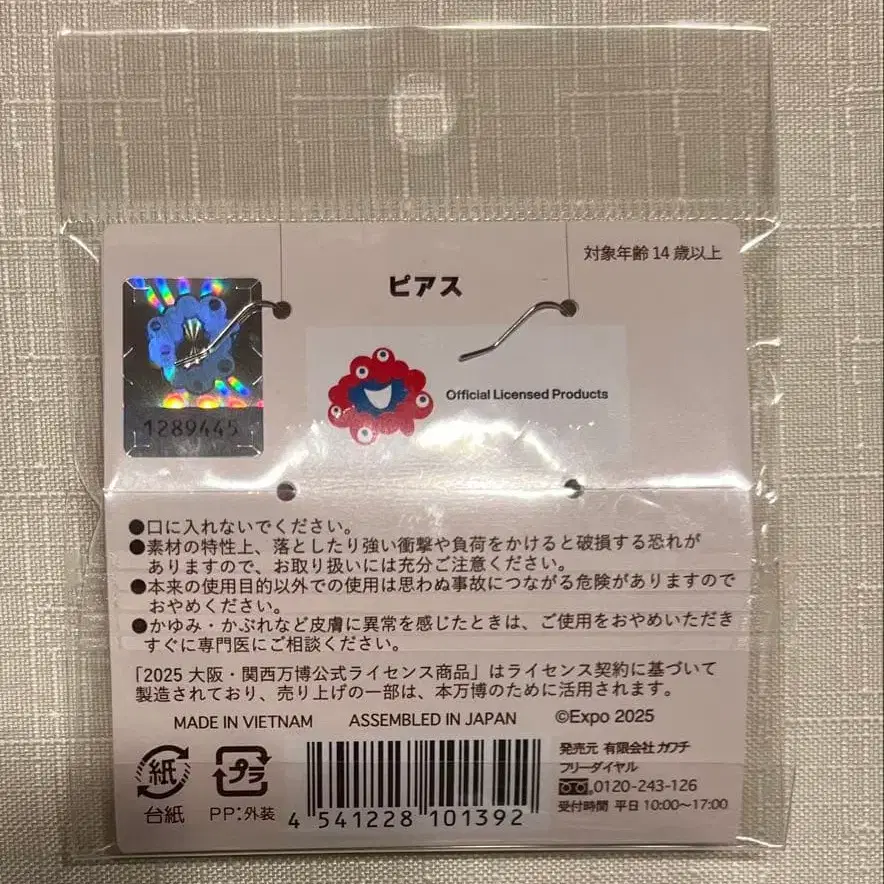 対象年齢14歳以上
ピアス
Official Licensed Products
1289445
●口に入れないでください。
●素材の特性上、落としたり強い衝撃や負荷をかけると破損する恐れが
ありますので、お取り扱いには充分ご注意ください。
●本来の使用目的以外での使用は思わぬ事故につながる危険がありますので
おやめください。
●かゆみ・かぶれなど皮膚に異常を感じたときは、ご使用をおやめいただき
すぐに専門医にご相談ください。
「2025 大阪・関西万博公式ライセンス商品」はライセンス契約に基づいて
製造されており、売り上げの一部は、本万博のために活用されます。
MADE IN VIETNAM ASSEMBLED IN JAPAN ©Expo 2025
紙
台紙
プラ
PP:外装
4 541228 101392
発売元 有限会社 カワチ
フリーダイヤル
0120-243-126
受付時間 平日 10:00〜17:00